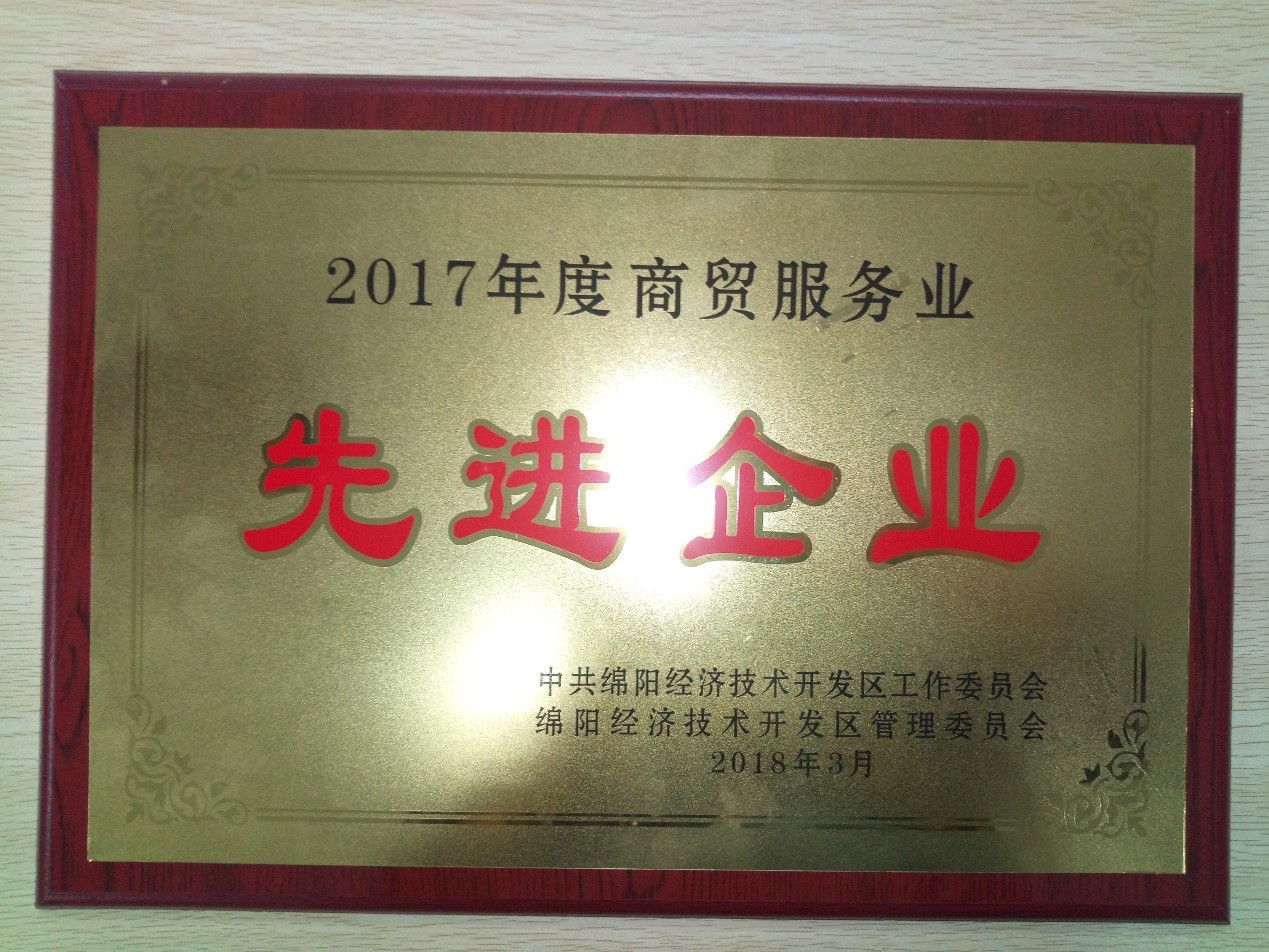 2017年度商贸服务业
先进企业
中共绵阳经济技术开发区工作委员会
绵阳经济技术开发区管理委员会
2018年3月